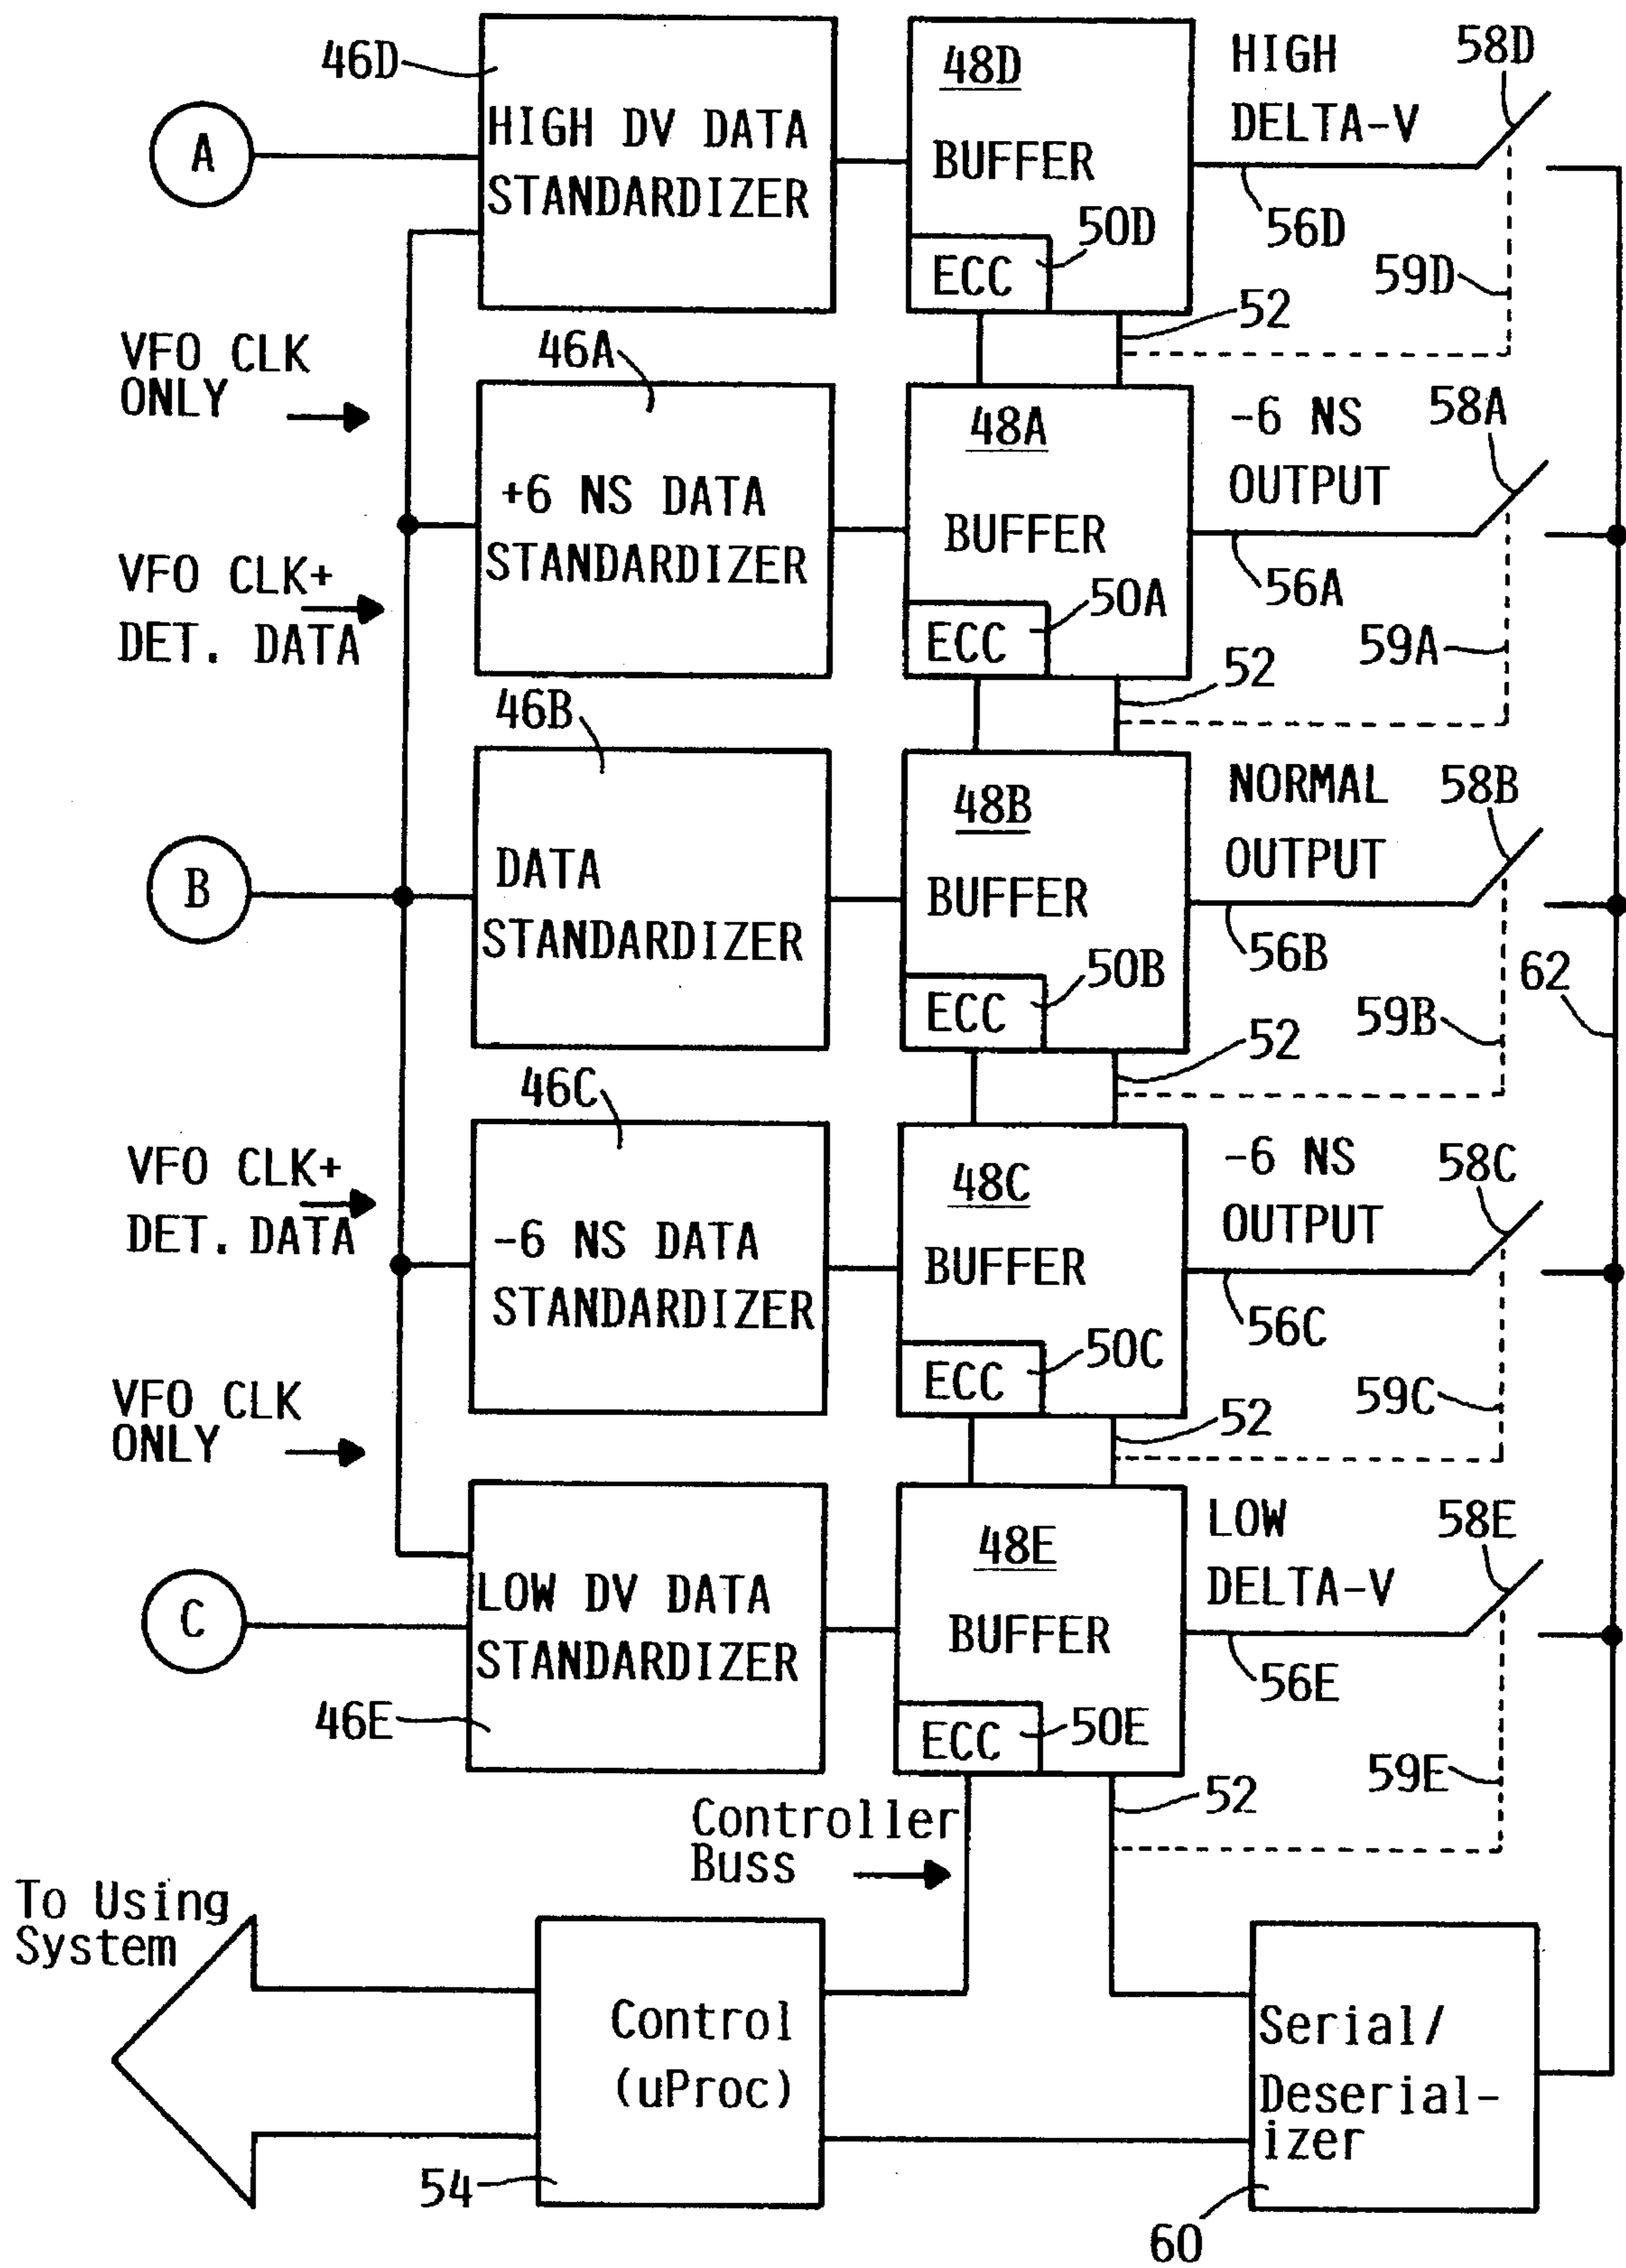 46D
HIGH DV DATA
STANDARDIZER
48D
BUFFER
ECC
50D
HIGH
DELTA-V
58D
A
56D
59D
52
VFO CLK
ONLY
46A
+6 NS DATA
STANDARDIZER
48A
BUFFER
ECC
50A
-6 NS
OUTPUT
58A
56A
59A
52
VFO CLK+
DET. DATA
46B
DATA
STANDARDIZER
48B
BUFFER
ECC
50B
NORMAL
OUTPUT
58B
B
56B
62
59B
52
46C
-6 NS DATA
STANDARDIZER
48C
BUFFER
ECC
50C
-6 NS
OUTPUT
58C
VFO CLK+
DET. DATA
56C
59C
52
VFO CLK
ONLY
LOW DV DATA
STANDARDIZER
48E
BUFFER
ECC
50E
LOW
DELTA-V
58E
C
46E
56E
59E
52
Controller
Buss
To Using
System
Control
(uProc)
54
Serial/
Deserial-
izer
60